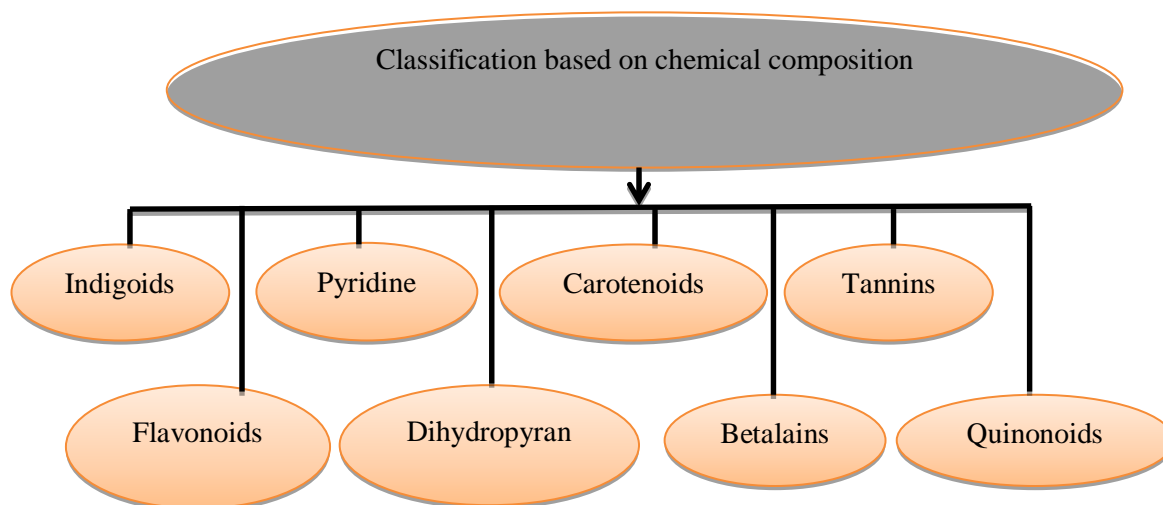 Classification based on chemical composition
Indigoids
Pyridine
Carotenoids
Tannins
Flavonoids
Dihydropyran
Betalains
Quinonoids